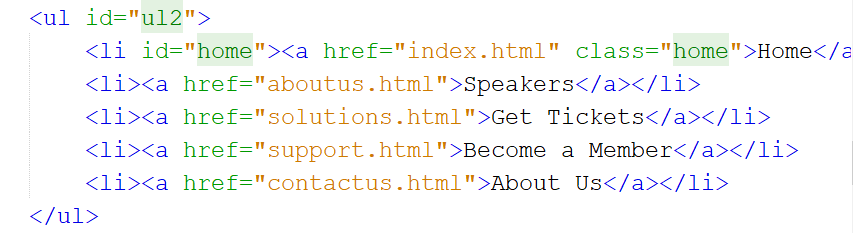 <ul id="ul2">
<li id="home"><a href="index.html" class="home">Home</a
<li><a href="aboutus.html">Speakers</a></li>
<li><a href="solutions.html">Get Tickets</a></li>
<li><a href="support.html">Become a Member</a></li>
<li><a href="contactus.html">About Us</a></li>
</ul>